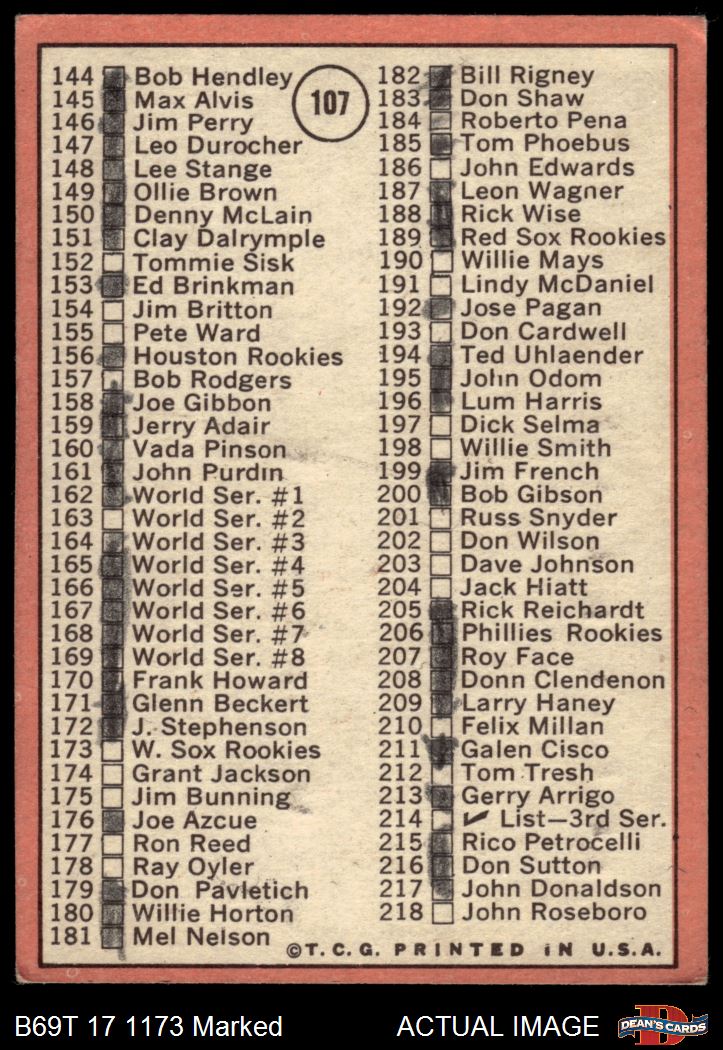 107
144 Bob Hendley
145 Max Alvis
146 Jim Perry
147 Leo Durocher
148 Lee Stange
149 Ollie Brown
150 Denny McLain
151 Clay Dalrymple
152 Tommie Sisk
153 Ed Brinkman
154 Jim Britton
155 Pete Ward
156 Houston Rookies
157 Bob Rodgers
158 Joe Gibbon
159 Jerry Adair
160 Vada Pinson
161 John Purdin
162 World Ser. #1
163 World Ser. #2
164 World Ser. #3
165 World Ser. #4
166 World Ser. #5
167 World Ser. #6
168 World Ser. #7
169 World Ser. #8
170 Frank Howard
171 Glenn Beckert
172 J. Stephenson
173 W. Sox Rookies
174 Grant Jackson
175 Jim Bunning
176 Joe Azcue
177 Ron Reed
178 Ray Oyler
179 Don Pavletich
180 Willie Horton
181 Mel Nelson
182 Bill Rigney
183 Don Shaw
184 Roberto Pena
185 Tom Phoebus
186 John Edwards
187 Leon Wagner
188 Rick Wise
189 Red Sox Rookies
190 Willie Mays
191 Lindy McDaniel
192 Jose Pagan
193 Don Cardwell
194 Ted Uhlaender
195 John Odom
196 Lum Harris
197 Dick Selma
198 Willie Smith
199 Jim French
200 Bob Gibson
201 Russ Snyder
202 Don Wilson
203 Dave Johnson
204 Jack Hiatt
205 Rick Reichardt
206 Phillies Rookies
207 Roy Face
208 Donn Clendenon
209 Larry Haney
210 Felix Millan
211 Galen Cisco
212 Tom Tresh
213 Gerry Arrigo
214 ✓ List—3rd Ser.
215 Rico Petrocelli
216 Don Sutton
217 John Donaldson
218 John Roseboro
©T.C.G. PRINTED IN U.S.A.
B69T 17 1173 Marked
ACTUAL IMAGE
D
DEAN'S CARDS